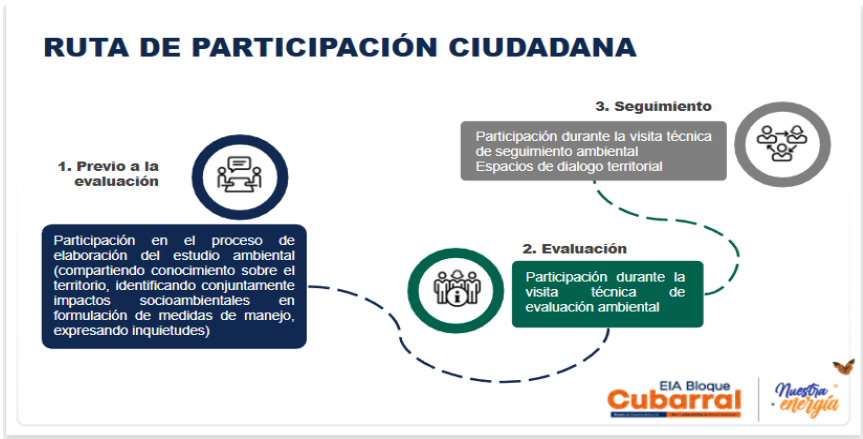 RUTA DE PARTICIPACIÓN CIUDADANA
1. Previo a la
evaluación
Participación en el proceso de
elaboración del estudio ambiental
(compartiendo conocimiento sobre el
territorio, identificando conjuntamente
impactos socioambientales en
formulación de medidas de manejo,
expresando inquietudes)
2. Evaluación
Participación durante la
visita técnica de
evaluación ambiental
3. Seguimiento
Participación durante la visita técnica
de seguimiento ambiental
Espacios de dialogo territorial
EIA Bloque
Cubarral
Nuestra
energía